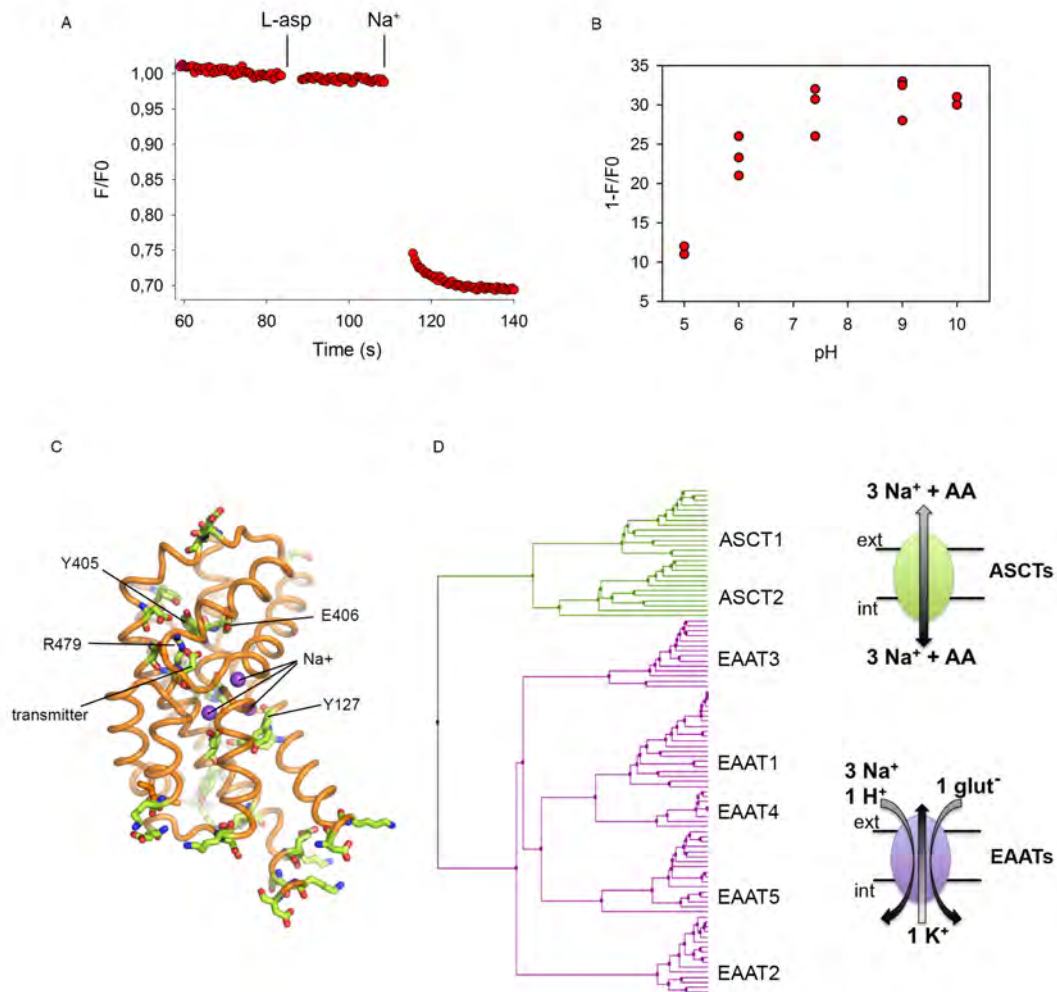 A
L-asp
Na⁺
1,00
0,95
0,90
0,85
0,80
0,75
0,70
F/F0
60
80
100
120
140
Time (s)
B
35
30
25
20
15
10
5
1-F/F0
5
6
7
8
9
10
pH
C
Y405
R479
transmitter
E406
Na+
Y127
D
ASCT1
ASCT2
EAAT3
EAAT1
EAAT4
EAAT5
EAAT2
3 Na⁺ + AA
ext
int
ASCTs
3 Na⁺ + AA
3 Na⁺
1 H⁺
1 glut⁻
ext
int
EAATs
1 K⁺